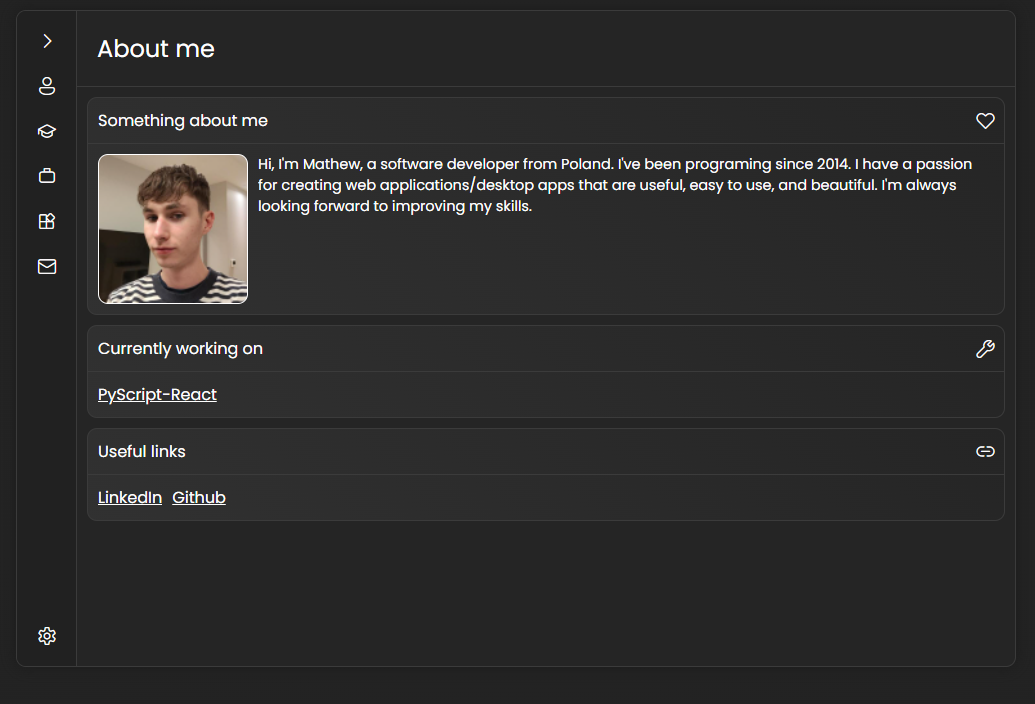 About me
Something about me
Hi, I'm Mathew, a software developer from Poland. I've been programing since 2014. I have a passion
for creating web applications/desktop apps that are useful, easy to use, and beautiful. I'm always
looking forward to improving my skills.
Currently working on
PyScript-React
Useful links
LinkedIn Github